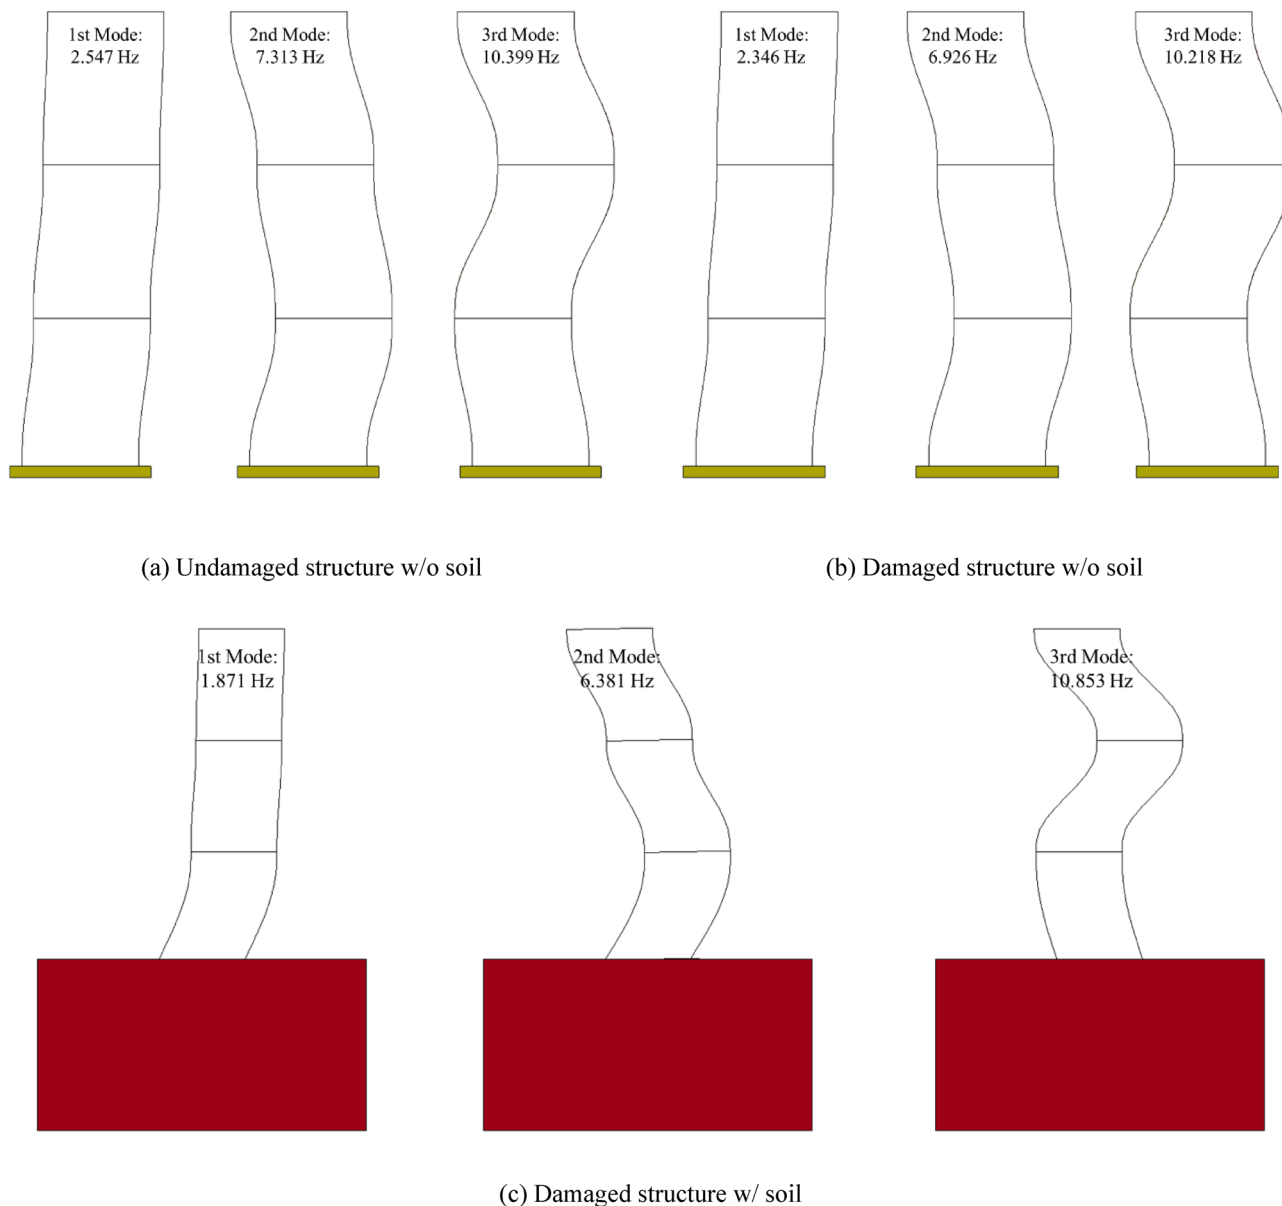 1st Mode:
2.547 Hz
2nd Mode:
7.313 Hz
3rd Mode:
10.399 Hz
1st Mode:
2.346 Hz
2nd Mode:
6.926 Hz
3rd Mode:
10.218 Hz
(a) Undamaged structure w/o soil
(b) Damaged structure w/o soil
1st Mode:
1.871 Hz
2nd Mode:
6.381 Hz
3rd Mode:
10.853 Hz
(c) Damaged structure w/ soil